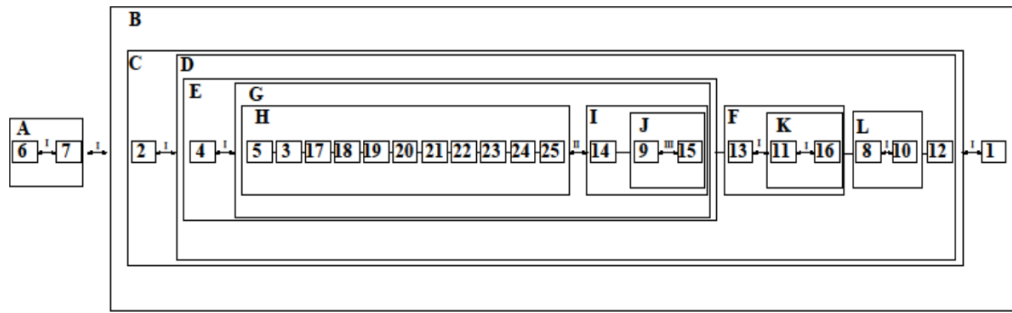 B
C D
E G
H
A I J F K L
6 I 7 I 2 I 4 I 5 3 17 18 19 20 21 22 23 24 25 II 14 9 III 15 13 I 11 I 16 8 I 10 12 I 1